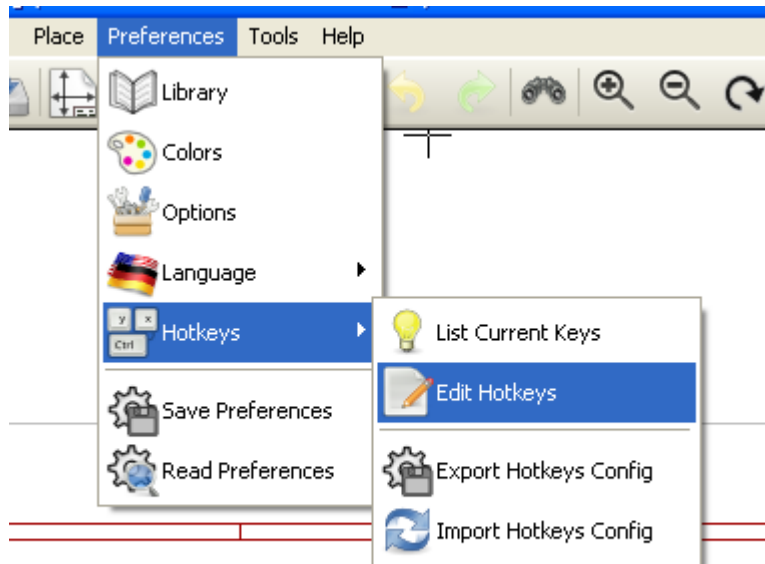 Place Preferences Tools Help
Library
Colors
Options
Language
y x
Ctrl
Hotkeys
List Current Keys
Edit Hotkeys
Save Preferences
Read Preferences
Export Hotkeys Config
Import Hotkeys Config